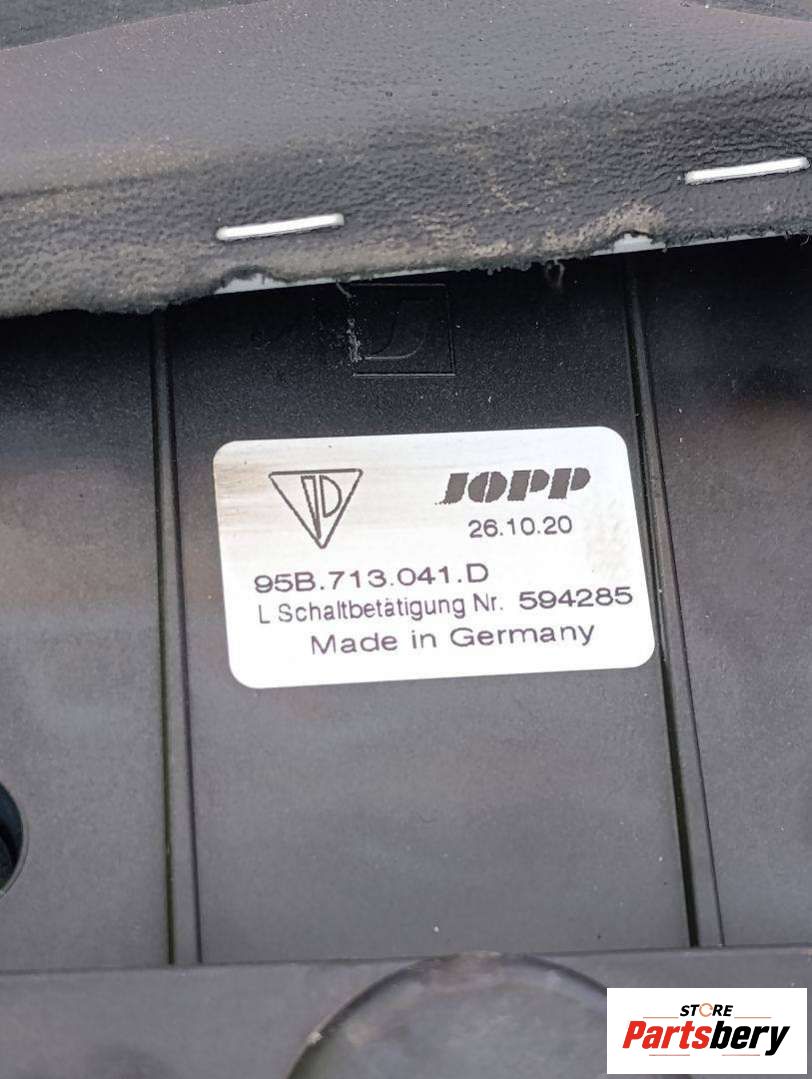 JOPP
26.10.20
95B.713.041.D
L Schaltbetätigung Nr. 594285
Made in Germany
STORE
Partsbery